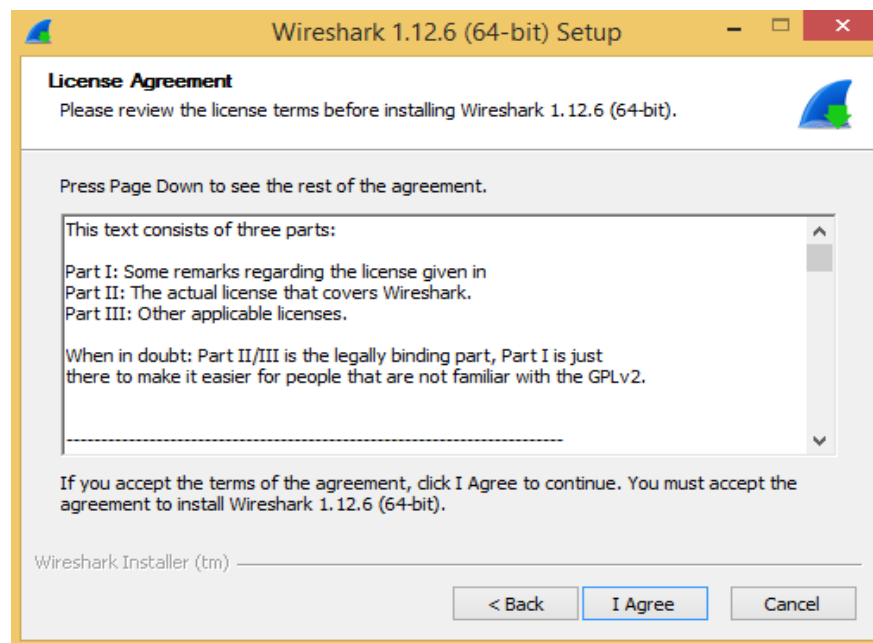 Wireshark 1.12.6 (64-bit) Setup
License Agreement
Please review the license terms before installing Wireshark 1.12.6 (64-bit).
Press Page Down to see the rest of the agreement.
This text consists of three parts:
Part I: Some remarks regarding the license given in
Part II: The actual license that covers Wireshark.
Part III: Other applicable licenses.
When in doubt: Part II/III is the legally binding part, Part I is just
there to make it easier for people that are not familiar with the GPLv2.
------------------------------------------------------------------------
If you accept the terms of the agreement, click I Agree to continue. You must accept the
agreement to install Wireshark 1.12.6 (64-bit).
Wireshark Installer (tm)
< Back
I Agree
Cancel